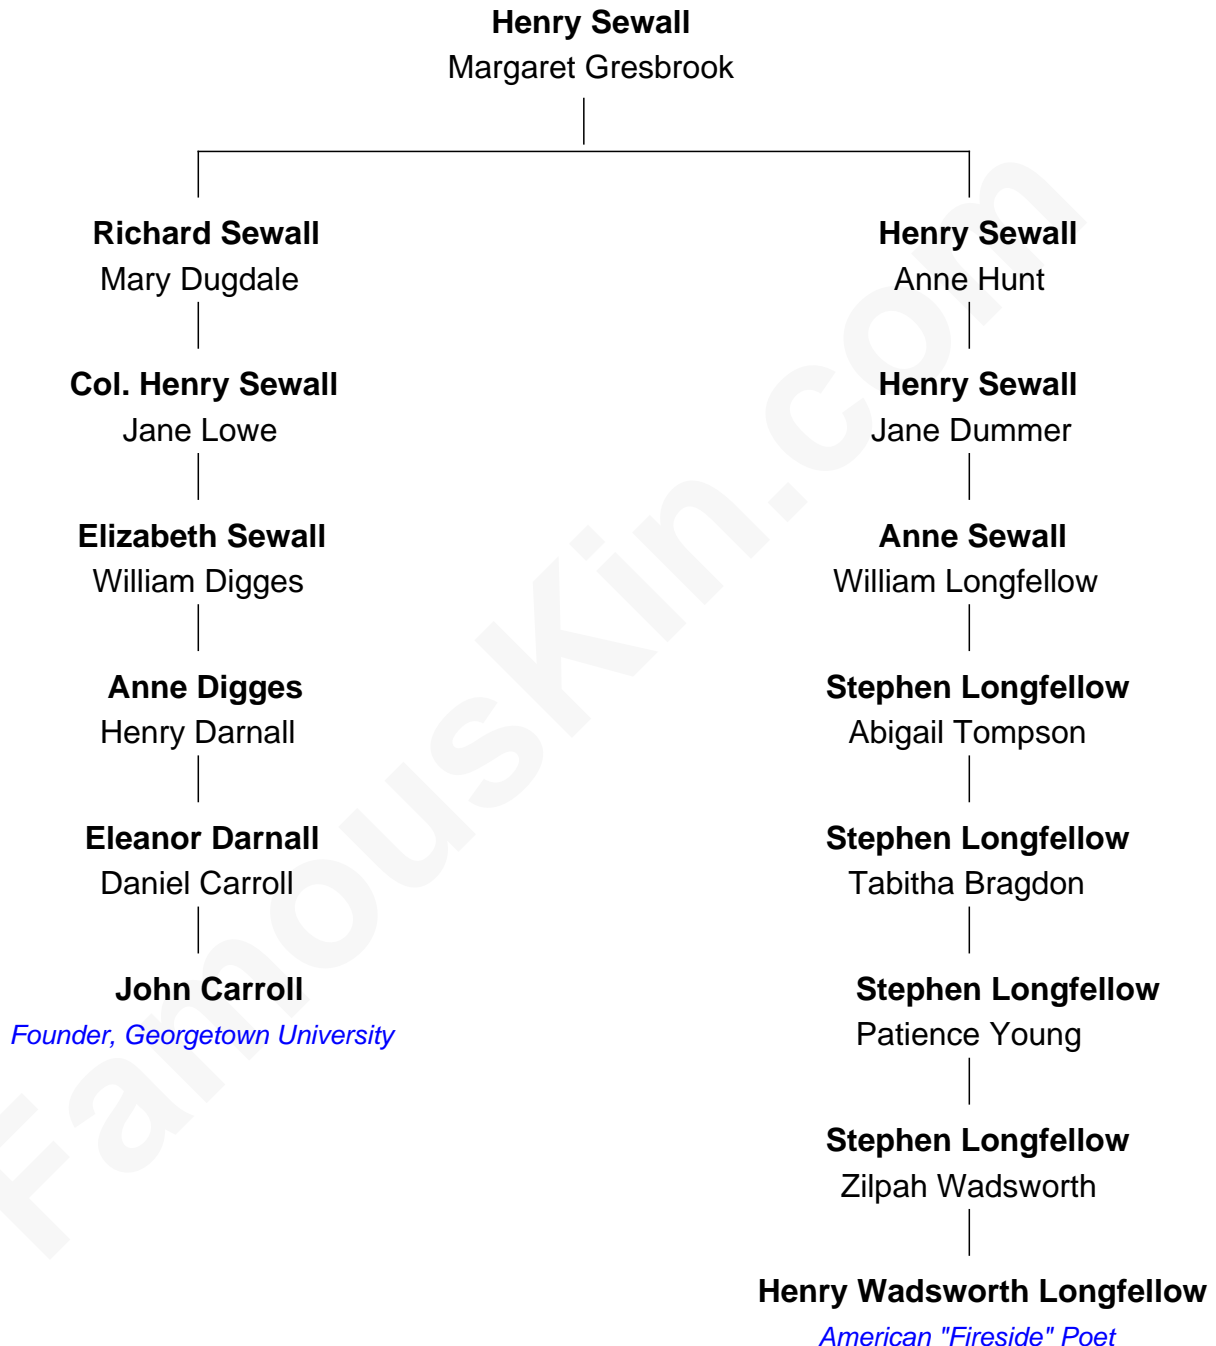 Henry Sewall
Margaret Gresbrook
Richard Sewall
Mary Dugdale
Col. Henry Sewall
Jane Lowe
Elizabeth Sewall
William Digges
Anne Digges
Henry Darnall
Eleanor Darnall
Daniel Carroll
John Carroll
Founder, Georgetown University
Henry Sewall
Anne Hunt
Henry Sewall
Jane Dummer
Anne Sewall
William Longfellow
Stephen Longfellow
Abigail Tompson
Stephen Longfellow
Tabitha Bragdon
Stephen Longfellow
Patience Young
Stephen Longfellow
Zilpah Wadsworth
Henry Wadsworth Longfellow
American "Fireside" Poet
FamousKin.com